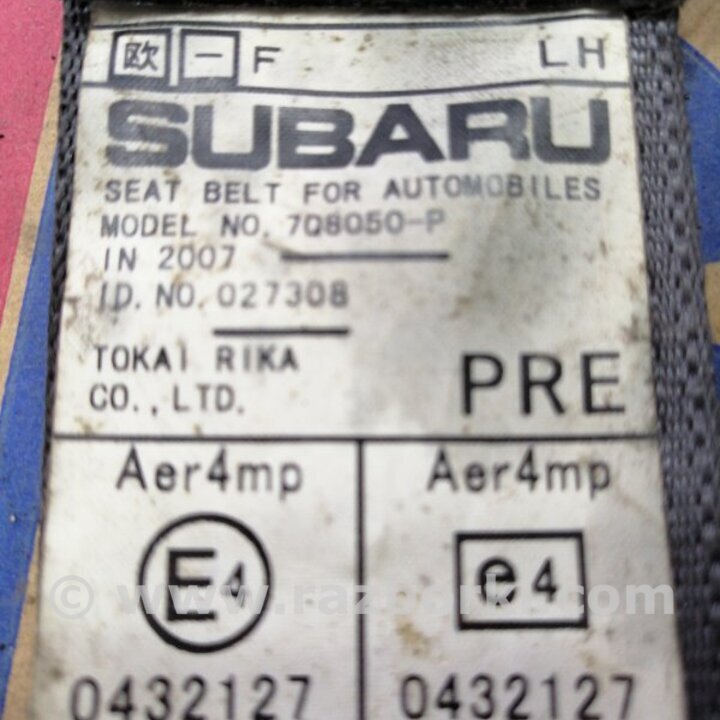 欧 一 F LH
SUBARU
SEAT BELT FOR AUTOMOBILES
MODEL NO. 7Q8050-P
IN 2007
ID.NO. 027308
TOKAI RIKA
CO.,LTD. PRE
Aer4mp Aer4mp
E4 e4
0432127 0432127